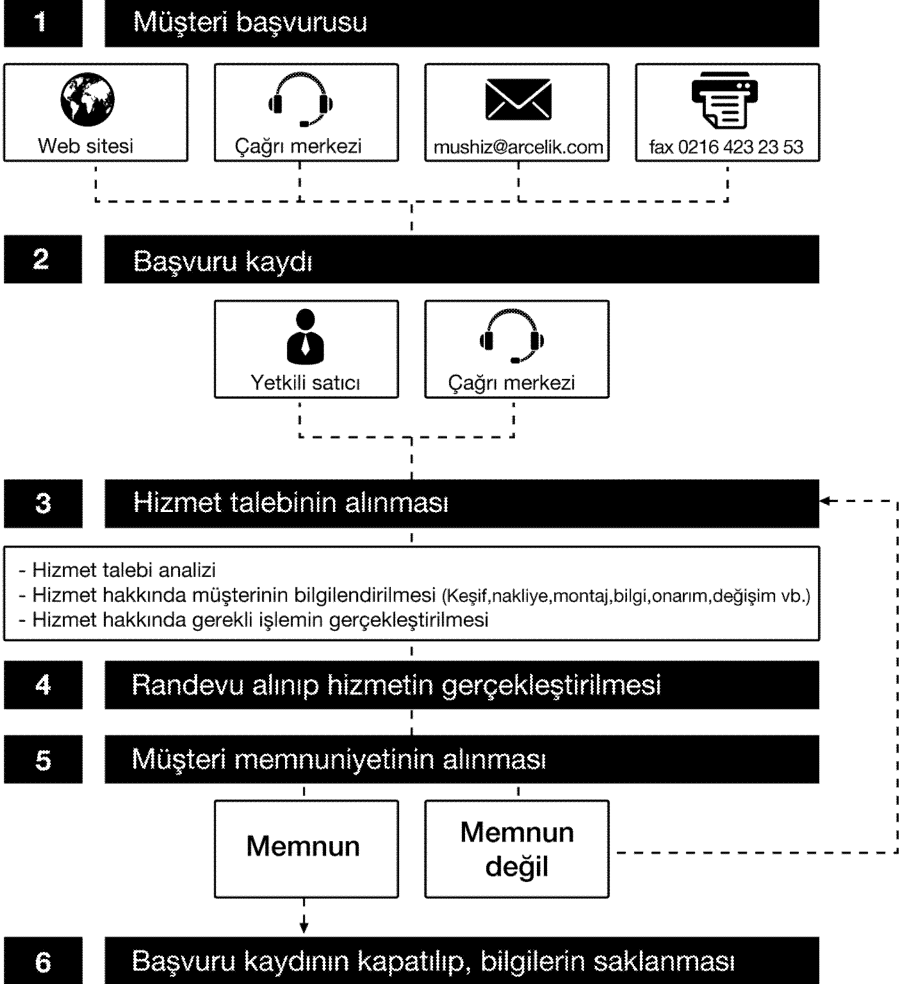 1 Müşteri başvurusu
Web sitesi
Çağrı merkezi
mushiz@arcelik.com
fax 0216 423 23 53
2 Başvuru kaydı
Yetkili satıcı
Çağrı merkezi
3 Hizmet talebinin alınması
- Hizmet talebi analizi
- Hizmet hakkında müşterinin bilgilendirilmesi (Keşif,nakliye,montaj,bilgi,onarım,değişim vb.)
- Hizmet hakkında gerekli işlemin gerçekleştirilmesi
4 Randevu alınıp hizmetin gerçekleştirilmesi
5 Müşteri memnuniyetinin alınması
Memnun
Memnun
değil
6 Başvuru kaydının kapatılıp, bilgilerin saklanması